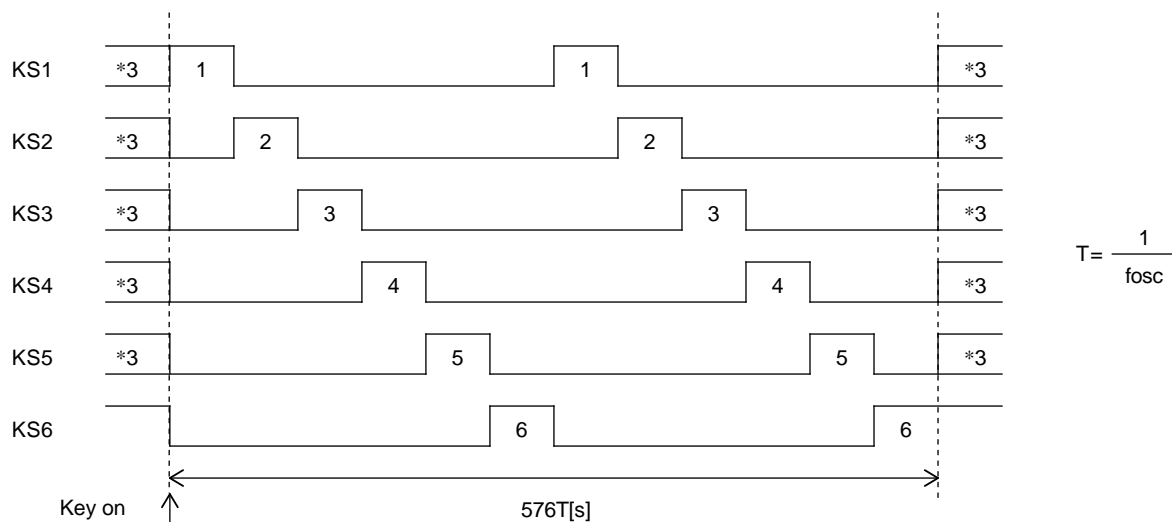 KS1 *3 1 1 *3
KS2 *3 2 2 *3
KS3 *3 3 3 *3
T= 1
fosc
KS4 *3 4 4 *3
KS5 *3 5 5 *3
KS6 6 6
Key on 576T[s]